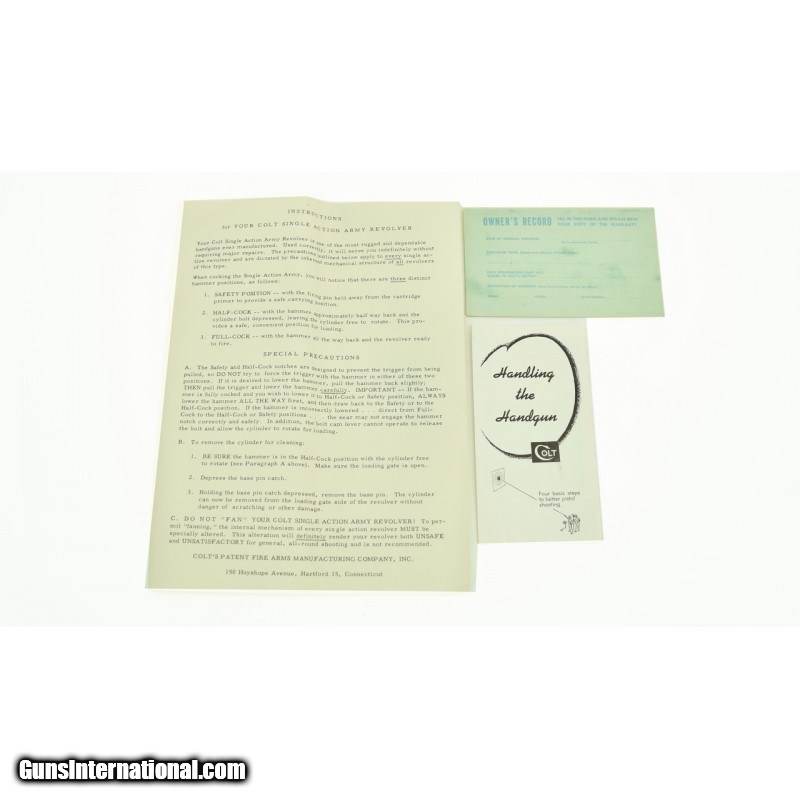 INSTRUCTIONS
for YOUR COLT SINGLE ACTION ARMY REVOLVER
Your Colt Single Action Army Revolver is one of the most rugged and dependable
handguns ever manufactured. Used correctly, it will serve you indefinitely without
requiring major repairs. The precautions outlined below apply to every single ac-
tion revolver and are dictated by the internal mechanical structure of all revolvers
of this type.
When cocking the Single Action Army, you will notice that there are three distinct
hammer positions, as follows:
1. SAFETY POSITION -- with the firing pin held away from the cartridge
primer to provide a safe carrying position.
2. HALF-COCK -- with the hammer approximately half way back and the
cylinder bolt depressed, leaving the cylinder free to rotate. This pro-
vides a safe, convenient position for loading.
3. FULL-COCK -- with the hammer all the way back and the revolver ready
to fire.
SPECIAL PRECAUTIONS
A. The Safety and Half-Cock notches are designed to prevent the trigger from being
pulled, so DO NOT try to force the trigger with the hammer in either of these two
positions. If it is desired to lower the hammer, pull the hammer back slightly;
THEN pull the trigger and lower the hammer carefully. IMPORTANT -- If the ham-
mer is fully cocked and you wish to lower it to Half-Cock or Safety position, ALWAYS
lower the hammer ALL THE WAY first, and then draw back to the Safety or to the
Half-Cock position. If the hammer is incorrectly lowered . . . direct from Full-
Cock to the Half-Cock or Safety positions . . . . the sear may not engage the hammer
notch correctly and safely. In addition, the bolt cam lever cannot operate to release
the bolt and allow the cylinder to rotate for loading.
B. To remove the cylinder for cleaning:
1. BE SURE the hammer is in the Half-Cock position with the cylinder free
to rotate (see Paragraph A above). Make sure the loading gate is open.
2. Depress the base pin catch.
3. Holding the base pin catch depressed, remove the base pin. The cylinder
can now be removed from the loading gate side of the revolver without
danger of scratching or other damage.
C. DO NOT "FAN" YOUR COLT SINGLE ACTION ARMY REVOLVER! To per-
mit "fanning," the internal mechanism of every single action revolver MUST be
specially altered. This alteration will definitely render your revolver both UNSAFE
and UNSATISFACTORY for general, all-round shooting and is not recommended.
COLT'S PATENT FIRE ARMS MANUFACTURING COMPANY, INC.
150 Huyshope Avenue, Hartford 15, Connecticut
OWNER'S RECORD
YOUR COPY OF THE WARRANTY
Handling
the
Handgun
COLT
Four basic steps
to better pistol
shooting.
GunsInternational.com